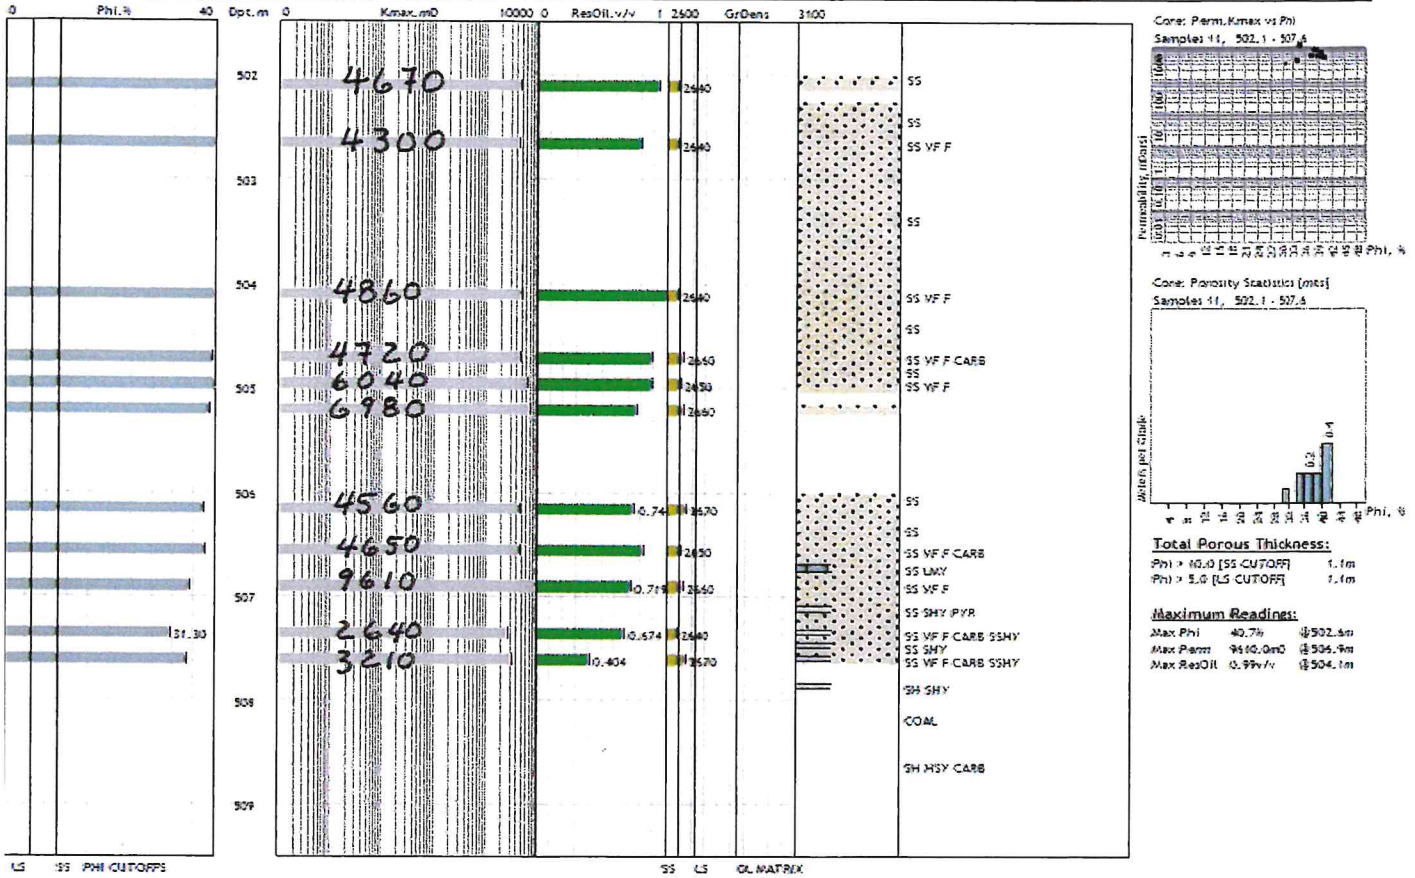 0 Phi.% 40 Dpt.m 0 Kmax.mD 10000 0 ResOil.v/v 1 2600 GrDens 3100
502 4670 2640 SS
4300 2640 SS
SS VF F
503
SS
504 4860 2640 SS VF F
SS
4720 2660 SS VF F CARB
SS
505 6040 2650 SS VF F
6980 2660
506 4560 0.74 2670 SS
SS
4650 2650 SS VF F CARB
SS LMY
9610 0.719 2660 SS VF F
507 SS SHY PYR
31.30 2640 0.674 2640 SS VF F CARB SSHY
SS SHY
3210 0.404 2670 SS VF F CARB SSHY
508 SH SHY
COAL
SH HSY CARB
509
LS SS PHI CUTOFFS SS LS OL MATRIX
Core: Perm.Kmax vs Phi
Samples 11, 502.1 - 507.6
Permeability
Phi, %
Core: Porosity Statistics [mts]
Samples 11, 502.1 - 507.6
Meters per Grade
0.2 0.4
Phi, %
Total Porous Thickness:
Phi > 10.0 [SS CUTOFF] 1.1m
Phi > 5.0 [LS CUTOFF] 1.1m
Maximum Readings:
Max Phi 40.7% @502.6m
Max Perm 9610.0mD @506.9m
Max ResOil 0.99v/v @504.1m